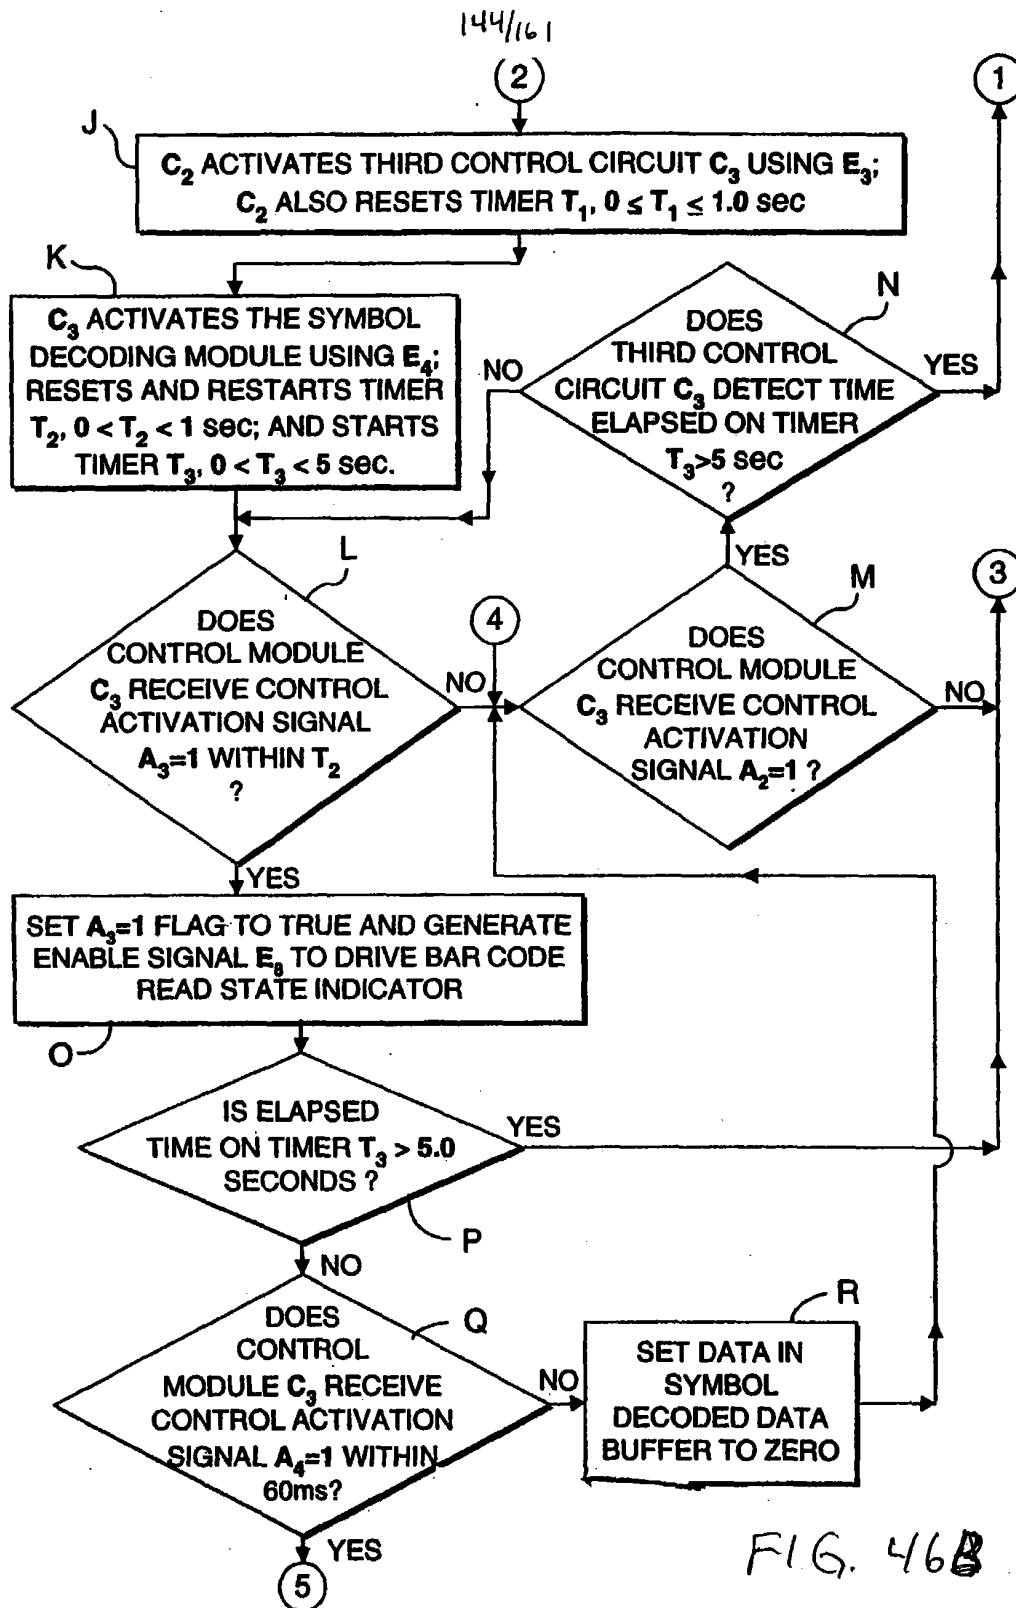 144/161
2
1
J
C₂ ACTIVATES THIRD CONTROL CIRCUIT C₃ USING E₃;
C₂ ALSO RESETS TIMER T₁, 0 ≤ T₁ ≤ 1.0 sec
K
C₃ ACTIVATES THE SYMBOL
DECODING MODULE USING E₄;
RESETS AND RESTARTS TIMER
T₂, 0 < T₂ < 1 sec; AND STARTS
TIMER T₃, 0 < T₃ < 5 sec.
N
DOES
THIRD CONTROL
CIRCUIT C₃ DETECT TIME
ELAPSED ON TIMER
T₃>5 sec
?
NO
YES
L
DOES
CONTROL MODULE
C₃ RECEIVE CONTROL
ACTIVATION SIGNAL
A₃=1 WITHIN T₂
?
NO
YES
4
YES
M
DOES
CONTROL MODULE
C₃ RECEIVE CONTROL
ACTIVATION
SIGNAL A₂=1 ?
NO
3
SET A₃=1 FLAG TO TRUE AND GENERATE
ENABLE SIGNAL E₈ TO DRIVE BAR CODE
READ STATE INDICATOR
O
IS ELAPSED
TIME ON TIMER T₃ > 5.0
SECONDS ?
YES
P
NO
DOES
CONTROL
MODULE C₃ RECEIVE
CONTROL ACTIVATION
SIGNAL A₄=1 WITHIN
60ms?
Q
NO
YES
R
SET DATA IN
SYMBOL
DECODED DATA
BUFFER TO ZERO
5
FIG. 46B